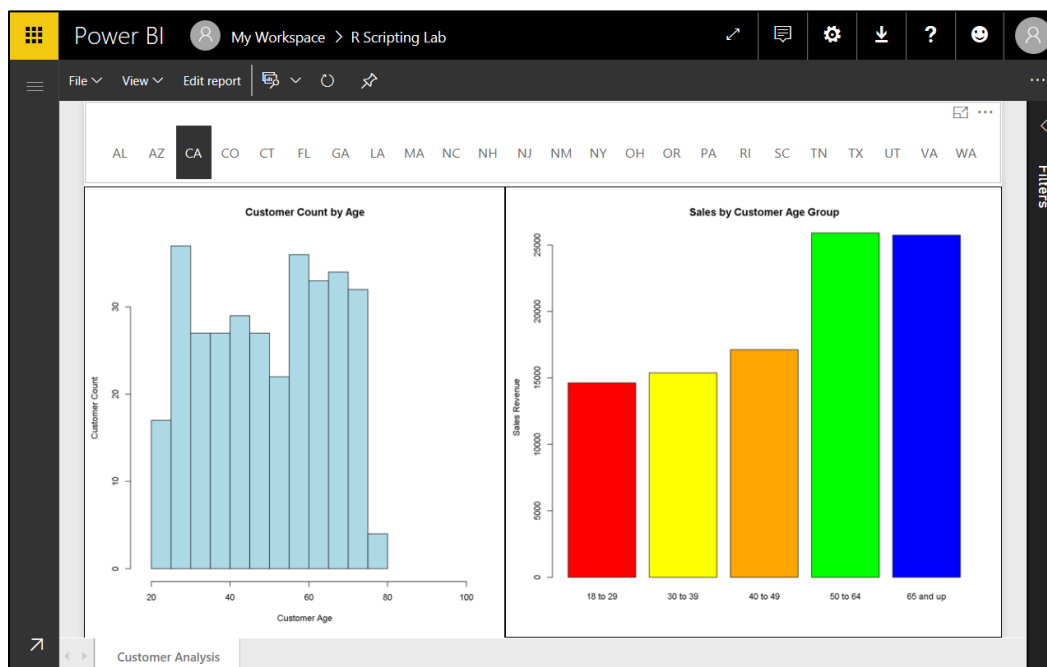 Power BI My Workspace > R Scripting Lab ?
File View Edit report ...
Filters
AL AZ CA CO CT FL GA LA MA NC NH NJ NM NY OH OR PA RI SC TN TX UT VA WA
Customer Count by Age
Customer Count
0 10 20 30
20 40 60 80 100
Customer Age
Sales by Customer Age Group
Sales Revenue
0 5000 10000 15000 20000 25000
18 to 29 30 to 39 40 to 49 50 to 64 65 and up
Customer Analysis